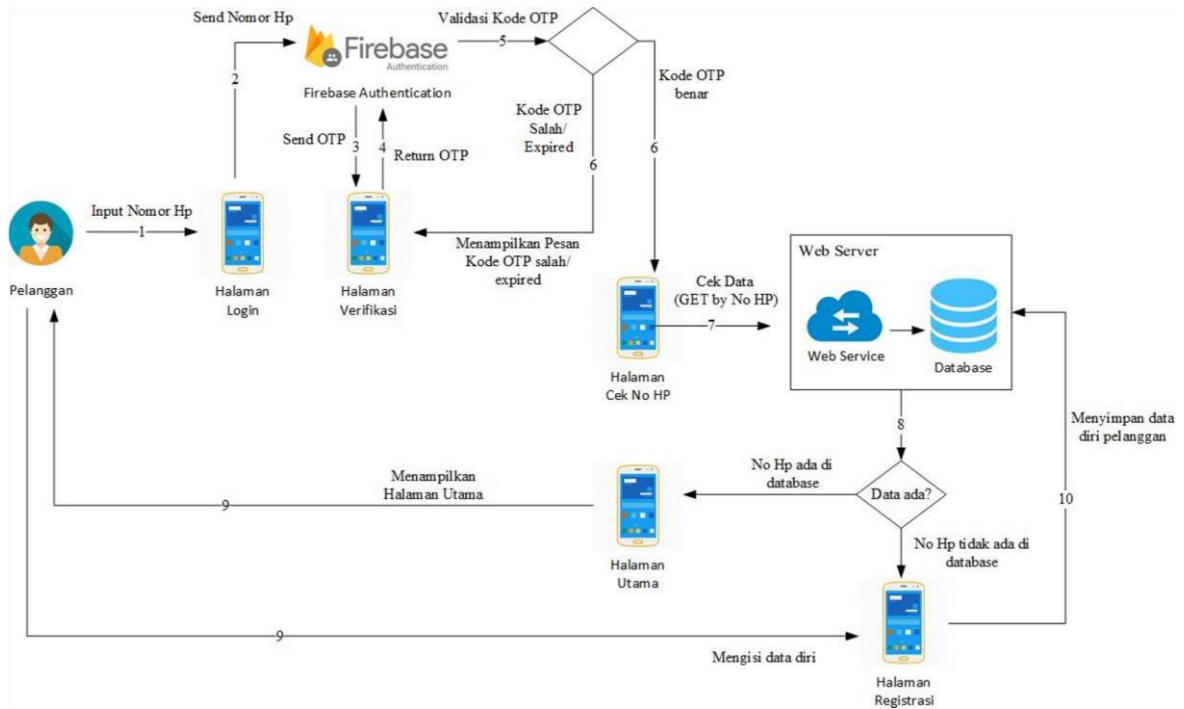 Send Nomor Hp
2
Firebase
Authentication
Firebase Authentication
Validasi Kode OTP
5
Kode OTP
benar
Kode OTP
Salah/
Expired
6
6
Send OTP
3
4
Return OTP
Input Nomor Hp
1
Pelanggan
Halaman
Login
Halaman
Verifikasi
Menampilkan Pesan
Kode OTP salah/
expired
Cek Data
(GET by No HP)
7
Halaman
Cek No HP
Web Server
Web Service
Database
8
Menyimpan data
diri pelanggan
10
Data ada?
No Hp ada di
database
No Hp tidak ada di
database
Menampilkan
Halaman Utama
9
Halaman
Utama
9
Mengisi data diri
Halaman
Registrasi